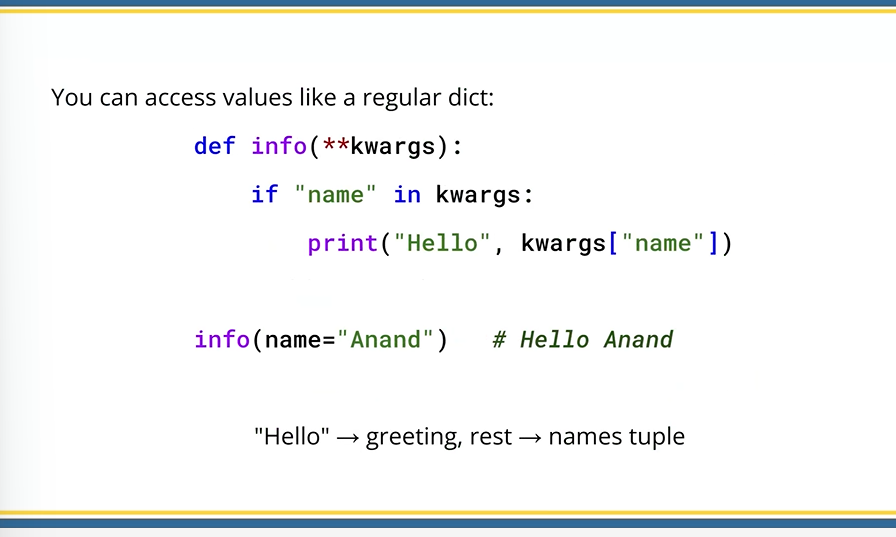 You can access values like a regular dict:
def info(**kwargs):
if "name" in kwargs:
print("Hello", kwargs["name"])
info(name="Anand") # Hello Anand
"Hello" → greeting, rest → names tuple